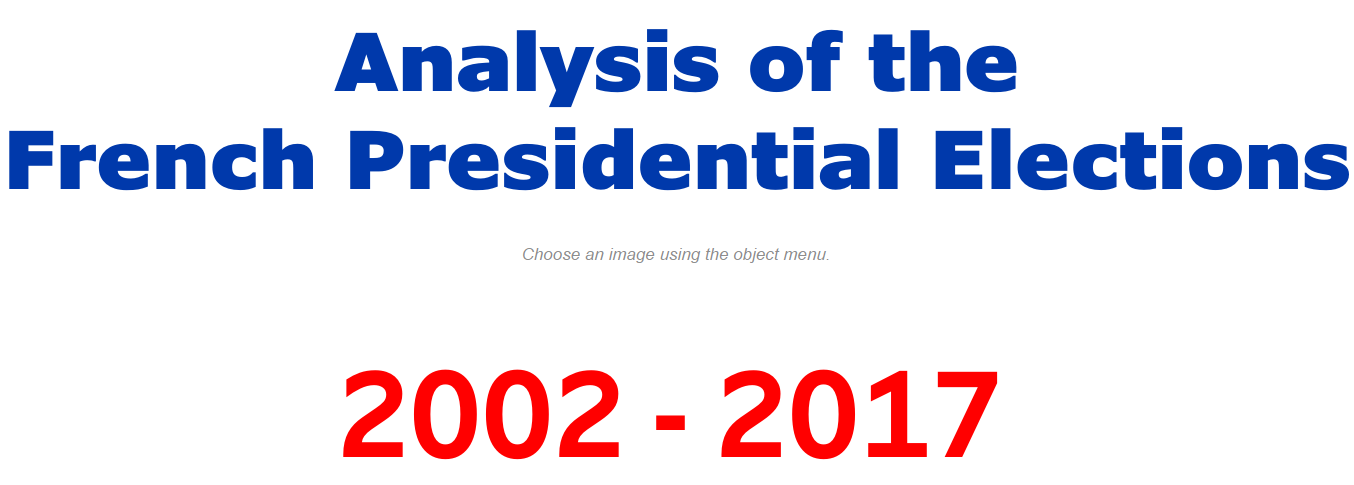 Analysis of the
French Presidential Elections
Choose an image using the object menu.
2002 - 2017